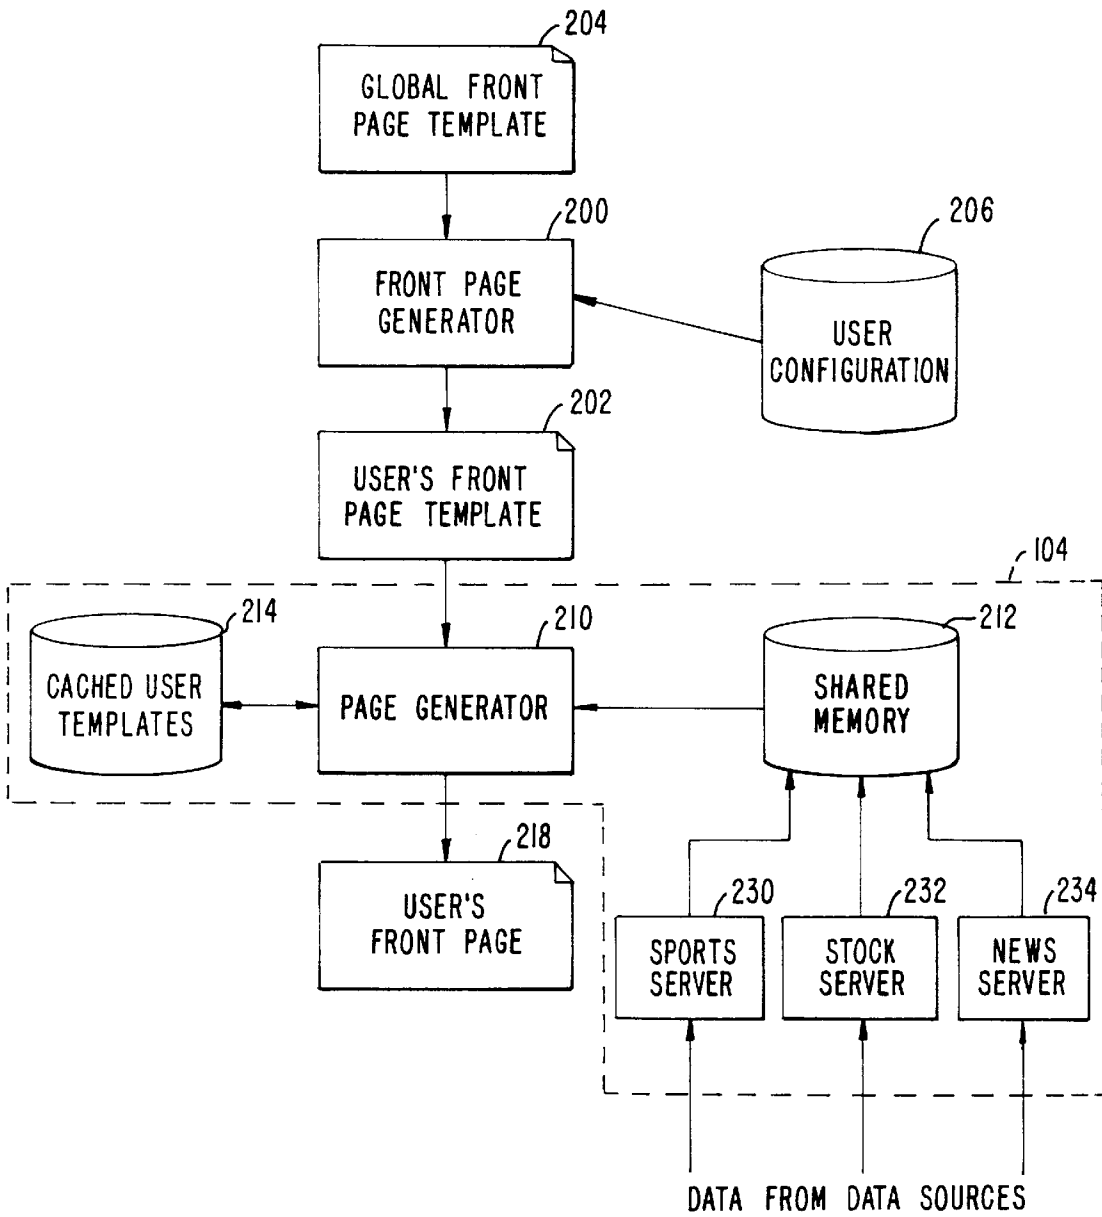 204
GLOBAL FRONT
PAGE TEMPLATE
200
206
FRONT PAGE
GENERATOR
USER
CONFIGURATION
202
USER'S FRONT
PAGE TEMPLATE
104
214
210
212
CACHED USER
TEMPLATES
PAGE GENERATOR
SHARED
MEMORY
218
USER'S
FRONT PAGE
230
232
234
SPORTS
SERVER
STOCK
SERVER
NEWS
SERVER
DATA FROM DATA SOURCES